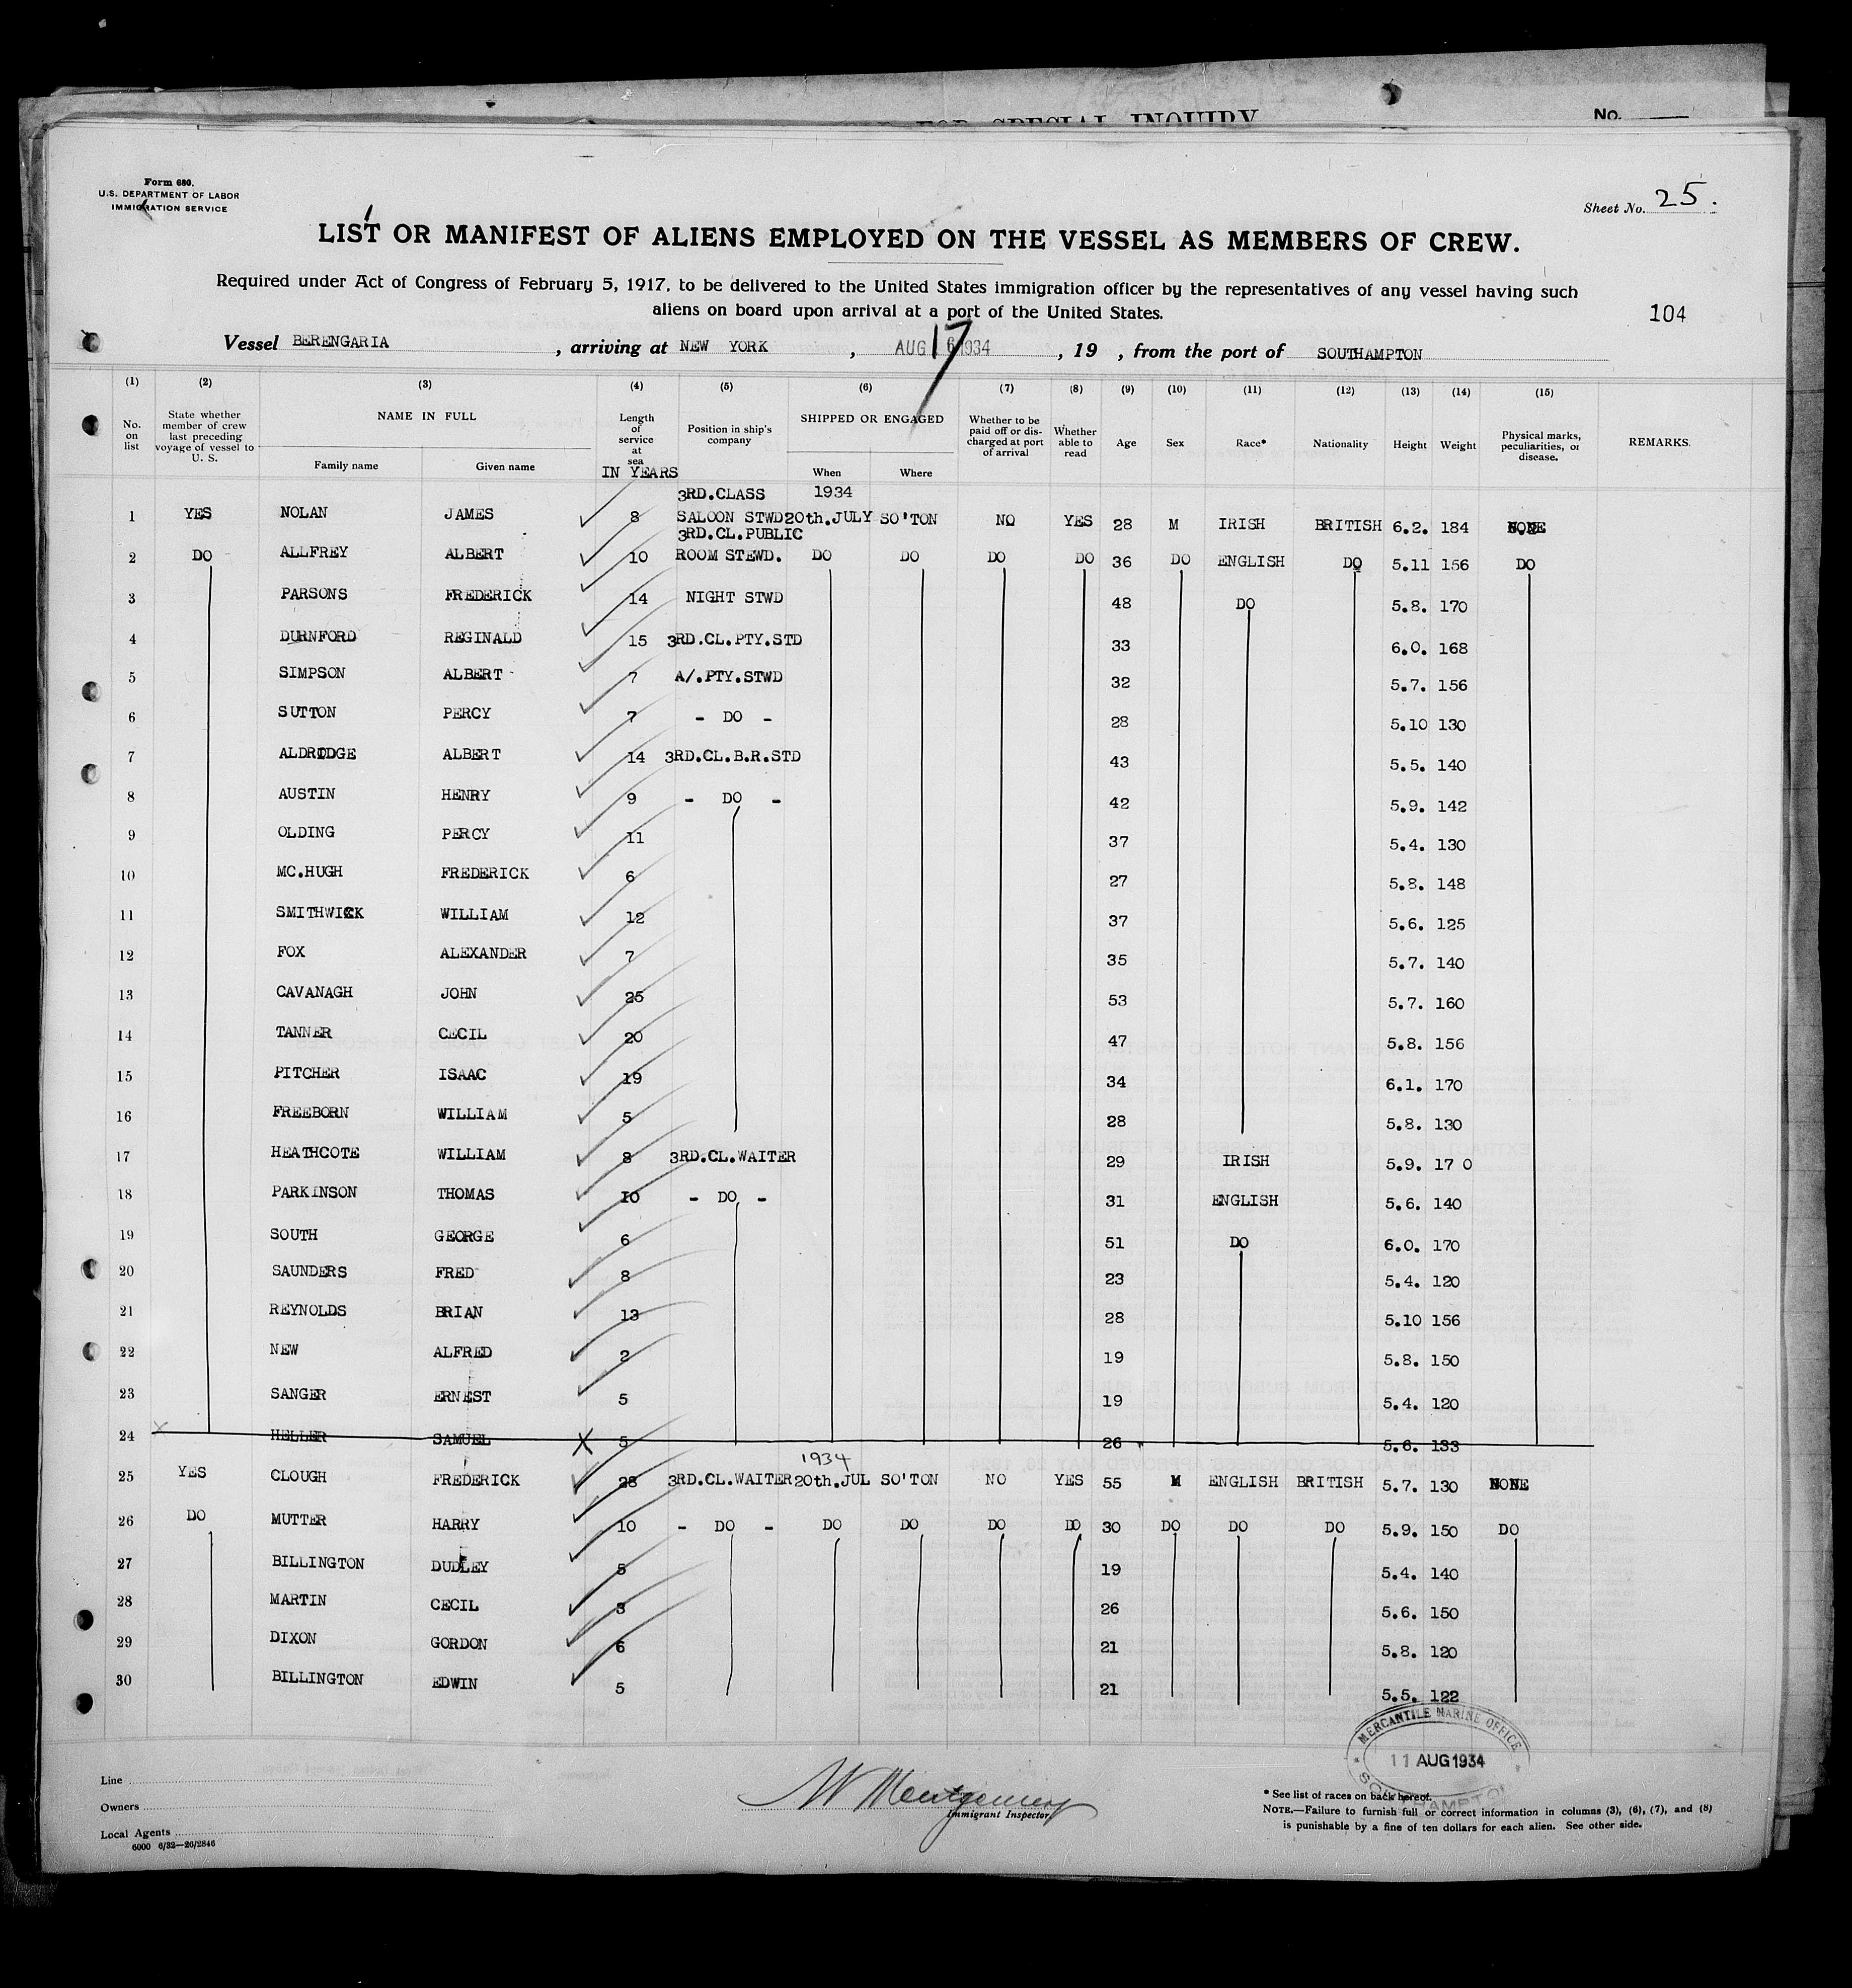 FOR SPECIAL INQUIRY
No.
Form 680.
U.S. DEPARTMENT OF LABOR
IMMIGRATION SERVICE
Sheet No. 25.
LIST OR MANIFEST OF ALIENS EMPLOYED ON THE VESSEL AS MEMBERS OF CREW.
Required under Act of Congress of February 5, 1917, to be delivered to the United States immigration officer by the representatives of any vessel having such
aliens on board upon arrival at a port of the United States.
104
Vessel BERENGARIA, arriving at NEW YORK, AUG 16 1934 17, 19 , from the port of SOUTHAMPTON
(1) (2) (3) (4) (5) (6) (7) (8) (9) (10) (11) (12) (13) (14) (15)
No. on list State whether member of crew last preceding voyage of vessel to U. S. NAME IN FULL Length of service at sea Position in ship's company SHIPPED OR ENGAGED Whether to be paid off or discharged at port of arrival Whether able to read Age Sex Race* Nationality Height Weight Physical marks, peculiarities, or disease. REMARKS.
Family name Given name IN YEARS When Where
3RD.CLASS 1934
1 YES NOLAN JAMES 8 SALOON STWD 20th.JULY SO'TON NO YES 28 M IRISH BRITISH 6.2. 184 NONE
3RD.CL.PUBLIC
2 DO ALLFREY ALBERT 10 ROOM STEWD. DO DO DO DO 36 DO ENGLISH DO 5.11 156 DO
3 PARSONS FREDERICK 14 NIGHT STWD 48 DO 5.8. 170
4 DURNFORD REGINALD 15 3RD.CL.PTY.STD 33 6.0. 168
5 SIMPSON ALBERT 7 A/.PTY.STWD 32 5.7. 156
6 SUTTON PERCY 7 - DO - 28 5.10 130
7 ALDRIDGE ALBERT 14 3RD.CL.B.R.STD 43 5.5. 140
8 AUSTIN HENRY 9 - DO - 42 5.9. 142
9 OLDING PERCY 11 37 5.4. 130
10 MC.HUGH FREDERICK 6 27 5.8. 148
11 SMITHWICK WILLIAM 12 37 5.6. 125
12 FOX ALEXANDER 7 35 5.7. 140
13 CAVANAGH JOHN 25 53 5.7. 160
14 TANNER CECIL 20 47 5.8. 156
15 PITCHER ISAAC 19 34 6.1. 170
16 FREEBORN WILLIAM 5 28 5.8. 130
17 HEATHCOTE WILLIAM 8 3RD.CL.WAITER 29 IRISH 5.9. 17 0
18 PARKINSON THOMAS 10 - DO - 31 ENGLISH 5.6. 140
19 SOUTH GEORGE 6 51 DO 6.0. 170
20 SAUNDERS FRED 8 23 5.4. 120
21 REYNOLDS BRIAN 13 28 5.10 156
22 NEW ALFRED 2 19 5.8. 150
23 SANGER ERNEST 5 19 5.4. 120
24 HELLER SAMUEL X 5 26 5.6. 133
1934
25 YES CLOUGH FREDERICK 28 3RD.CL.WAITER 20th.JUL SO'TON NO YES 55 M ENGLISH BRITISH 5.7. 130 NONE
26 DO MUTTER HARRY 10 - DO - DO DO DO DO 30 DO DO DO 5.9. 150 DO
27 BILLINGTON DUDLEY 5 19 5.4. 140
28 MARTIN CECIL 3 26 5.6. 150
29 DIXON GORDON 6 21 5.8. 120
30 BILLINGTON EDWIN 5 21 5.5. 122
MERCANTILE MARINE OFFICE
11 AUG 1934
SOUTHAMPTON
Line
Owners
Local Agents
6000 6/32—26/2846
W Montgomery
Immigrant Inspector
* See list of races on back hereof.
NOTE.—Failure to furnish full or correct information in columns (3), (6), (7), and (8)
is punishable by a fine of ten dollars for each alien. See other side.